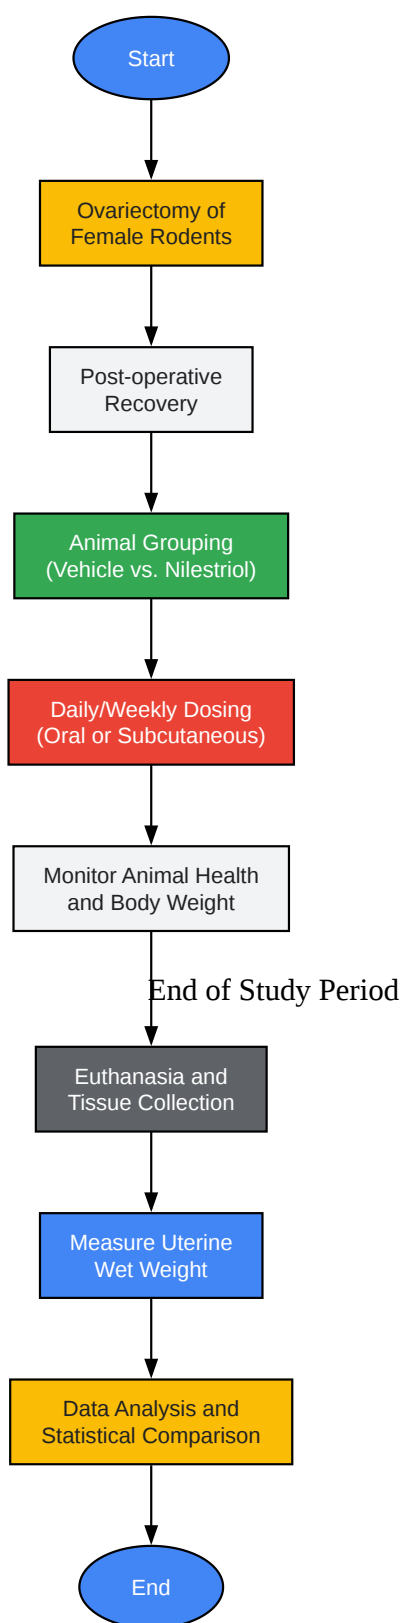 Start
Ovariectomy of
Female Rodents
Post-operative
Recovery
Animal Grouping
(Vehicle vs. Nilestriol)
Daily/Weekly Dosing
(Oral or Subcutaneous)
Monitor Animal Health
and Body Weight
End of Study Period
Euthanasia and
Tissue Collection
Measure Uterine
Wet Weight
Data Analysis and
Statistical Comparison
End